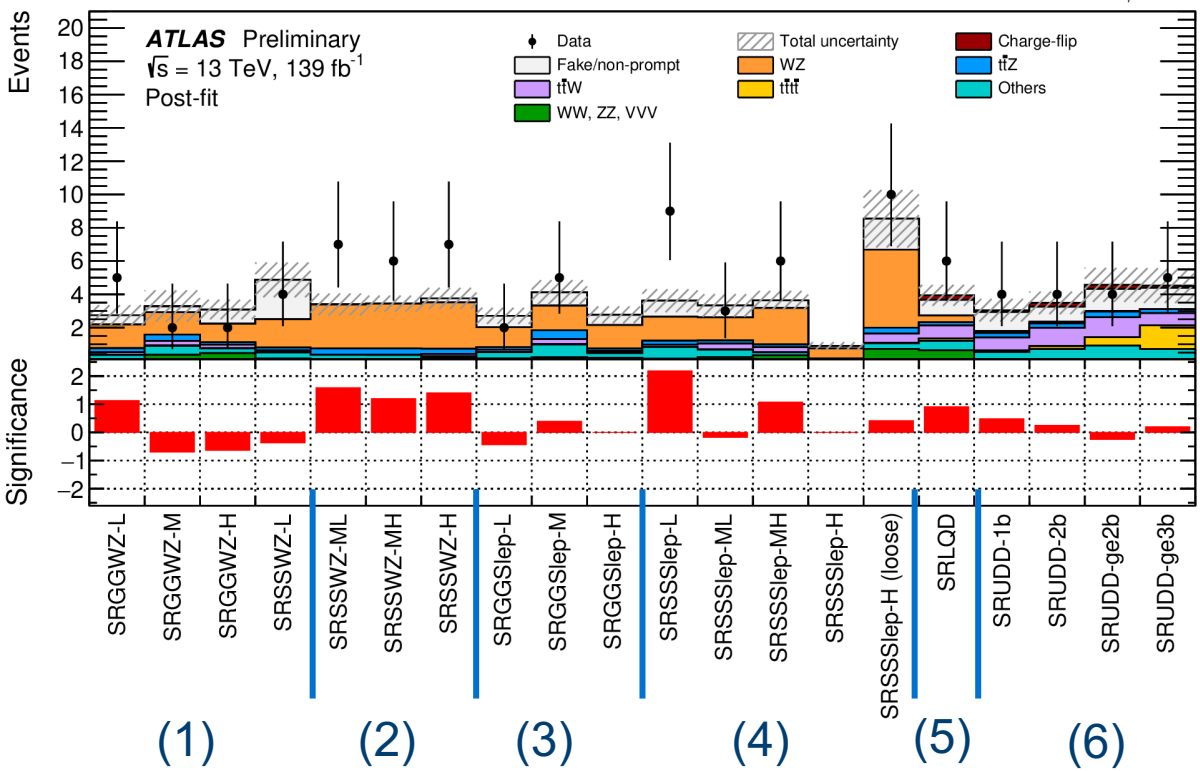 Events
20
18
16
14
12
10
8
6
4
2
ATLAS Preliminary
√s = 13 TeV, 139 fb⁻¹
Post-fit
Data
Total uncertainty
Charge-flip
Fake/non-prompt
WZ
tt̄Z
tt̄W
tt̄tt̄
Others
WW, ZZ, VVV
Significance
2
1
0
−1
−2
SRGGWZ-L
SRGGWZ-M
SRGGWZ-H
SRSSWZ-L
SRSSWZ-ML
SRSSWZ-MH
SRSSWZ-H
SRGGSlep-L
SRGGSlep-M
SRGGSlep-H
SRSSSlep-L
SRSSSlep-ML
SRSSSlep-MH
SRSSSlep-H
SRSSSlep-H (loose)
SRLQD
SRUDD-1b
SRUDD-2b
SRUDD-ge2b
SRUDD-ge3b
(1)
(2)
(3)
(4)
(5)
(6)